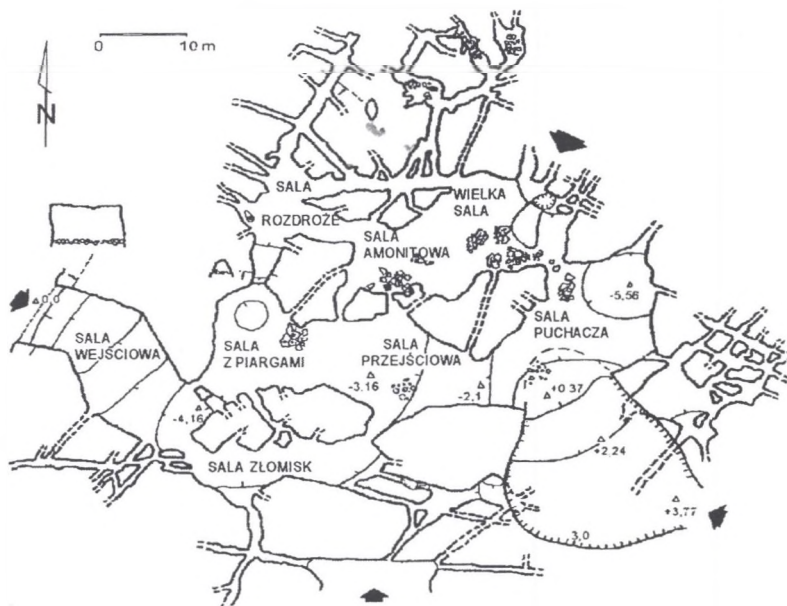 0 10 m
N
SALA
ROZDROŻE
WIELKA
SALA
SALA
AMONITOWA
0,0
-5,56
SALA
WEJŚCIOWA
SALA
Z PIARGAMI
SALA
PRZEJŚCIOWA
SALA
PUCHACZA
-3.16
-2,1
+0.37
-4,16
+2,24
SALA ZŁOMISK
+3,77
3,0